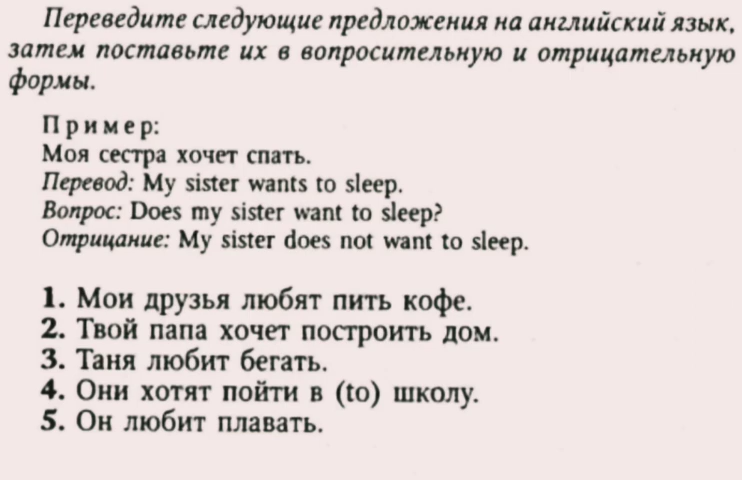 Переведите следующие предложения на английский язык,
затем поставьте их в вопросительную и отрицательную
формы.
Пример:
Моя сестра хочет спать.
Перевод: My sister wants to sleep.
Вопрос: Does my sister want to sleep?
Отрицание: My sister does not want to sleep.
1. Мои друзья любят пить кофе.
2. Твой папа хочет построить дом.
3. Таня любит бегать.
4. Они хотят пойти в (to) школу.
5. Он любит плавать.